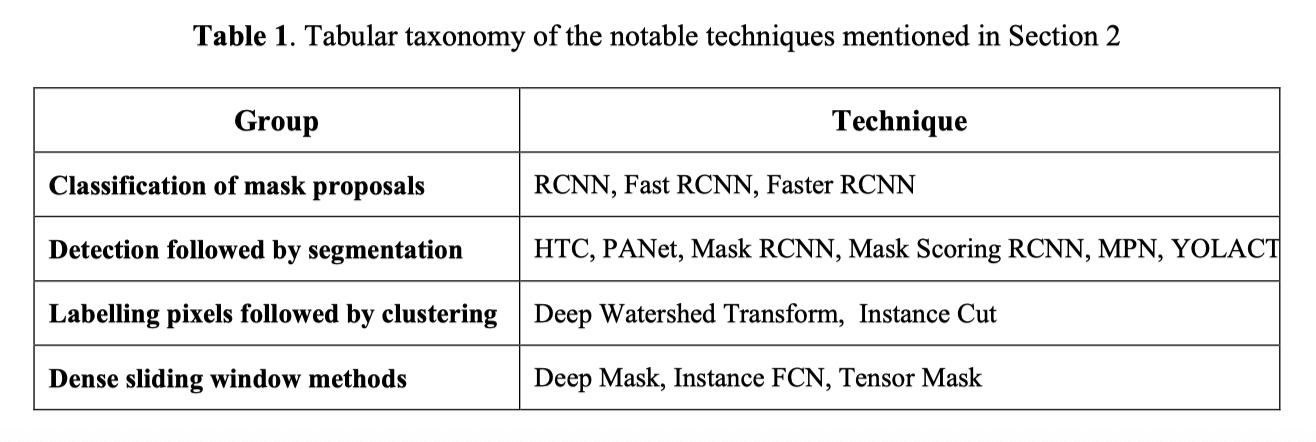 Table 1. Tabular taxonomy of the notable techniques mentioned in Section 2
Group Technique
Classification of mask proposals RCNN, Fast RCNN, Faster RCNN
Detection followed by segmentation HTC, PANet, Mask RCNN, Mask Scoring RCNN, MPN, YOLACT
Labelling pixels followed by clustering Deep Watershed Transform,  Instance Cut
Dense sliding window methods Deep Mask, Instance FCN, Tensor Mask